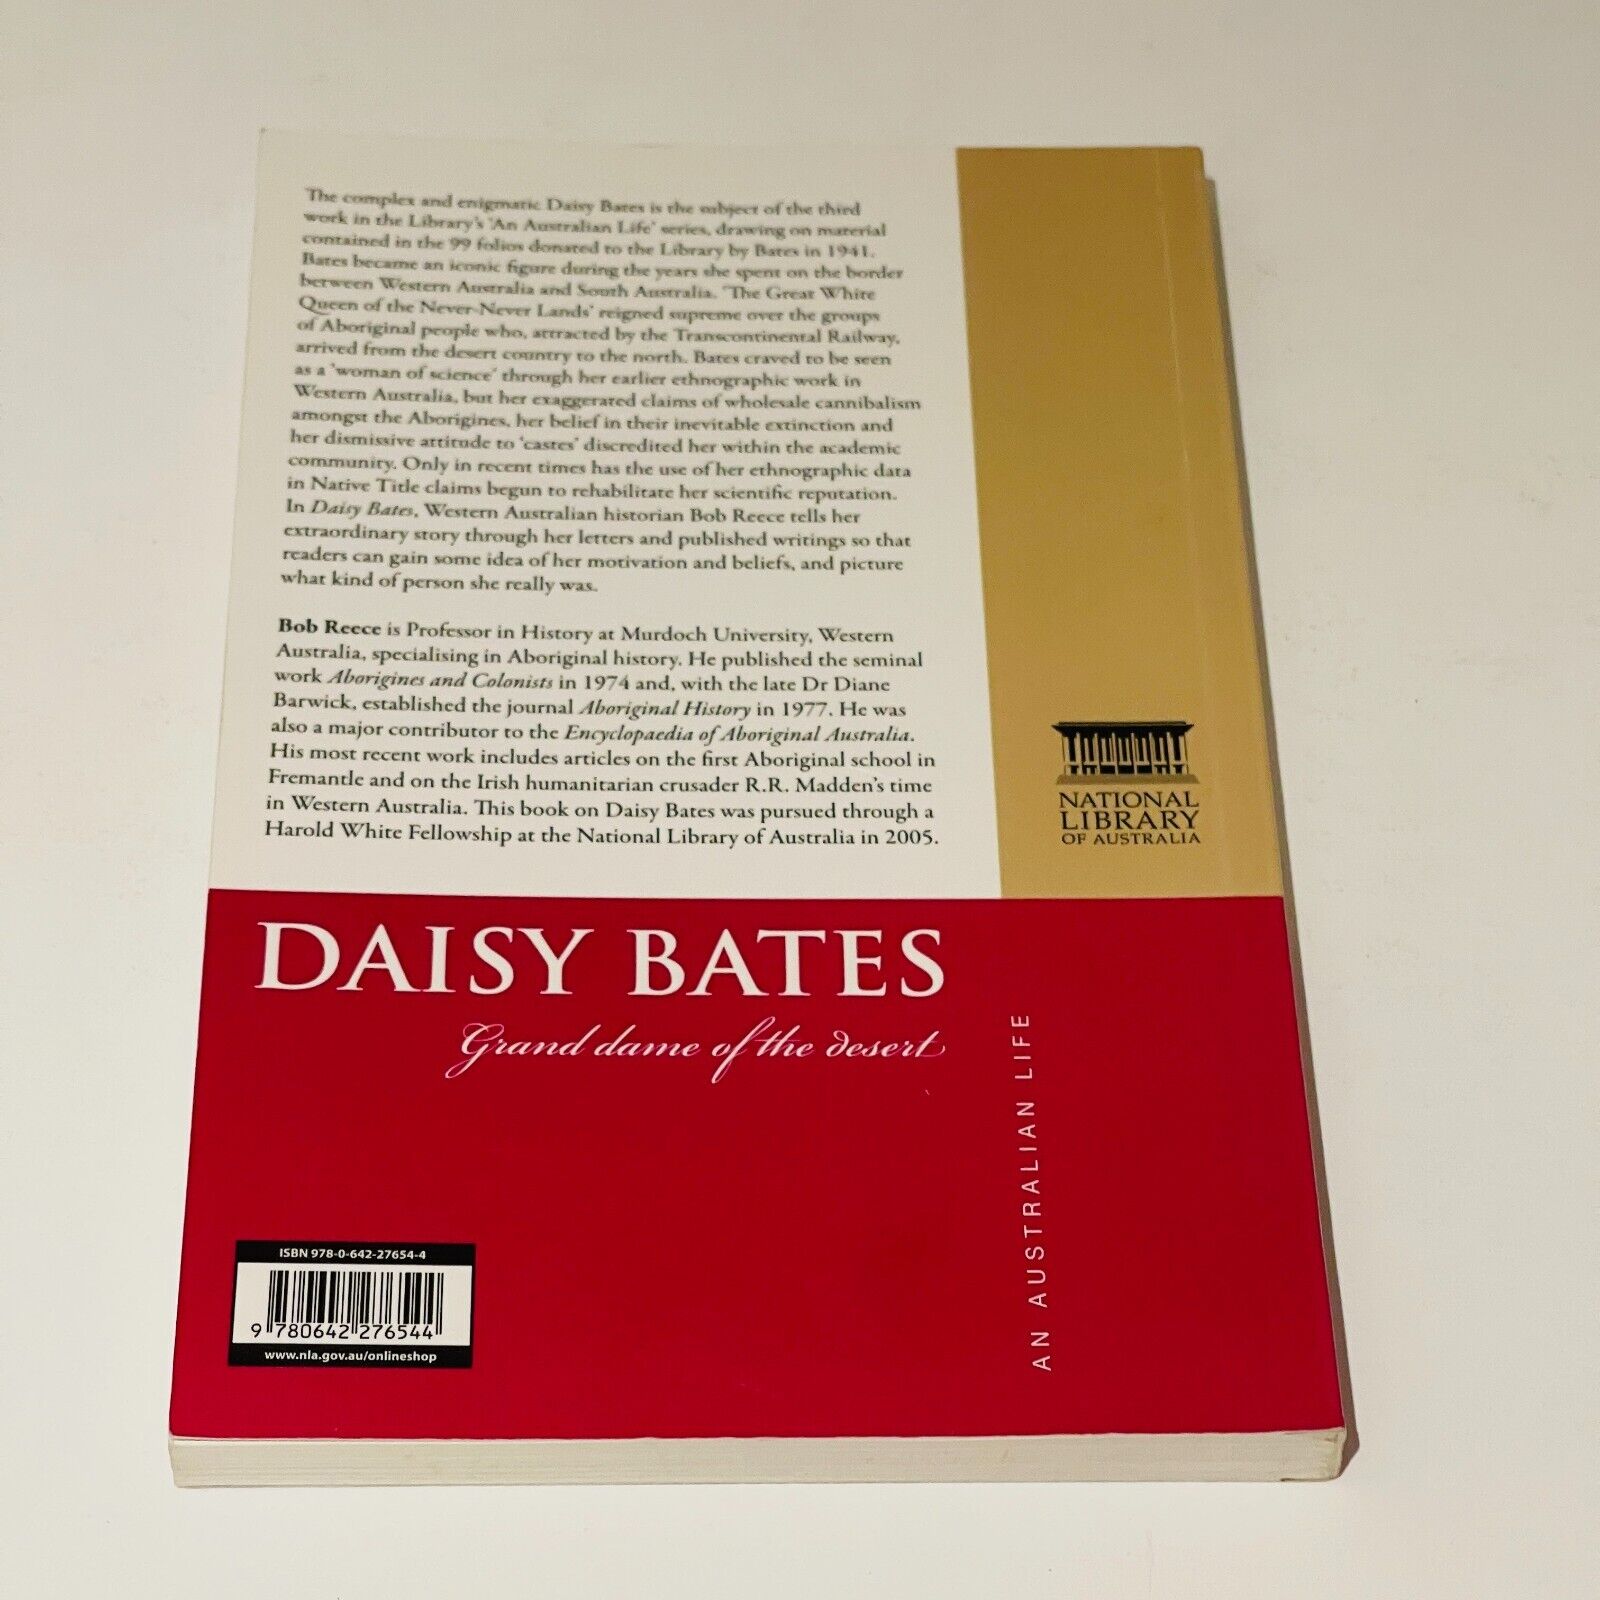 The complex and enigmatic Daisy Bates is the subject of the third
work in the Library's 'An Australian Life' series, drawing on material
contained in the 99 folios donated to the Library by Bates in 1941.
Bates became an iconic figure during the years she spent on the border
between Western Australia and South Australia. 'The Great White
Queen of the Never-Never Lands' reigned supreme over the groups
of Aboriginal people who, attracted by the Transcontinental Railway,
arrived from the desert country to the north. Bates craved to be seen
as a 'woman of science' through her earlier ethnographic work in
Western Australia, but her exaggerated claims of wholesale cannibalism
amongst the Aborigines, her belief in their inevitable extinction and
her dismissive attitude to 'castes' discredited her within the academic
community. Only in recent times has the use of her ethnographic data
in Native Title claims begun to rehabilitate her scientific reputation.
In Daisy Bates, Western Australian historian Bob Reece tells her
extraordinary story through her letters and published writings so that
readers can gain some idea of her motivation and beliefs, and picture
what kind of person she really was.
Bob Reece is Professor in History at Murdoch University, Western
Australia, specialising in Aboriginal history. He published the seminal
work Aborigines and Colonists in 1974 and, with the late Dr Diane
Barwick, established the journal Aboriginal History in 1977. He was
also a major contributor to the Encyclopaedia of Aboriginal Australia.
His most recent work includes articles on the first Aboriginal school in
Fremantle and on the Irish humanitarian crusader R.R. Madden's time
in Western Australia. This book on Daisy Bates was pursued through a
Harold White Fellowship at the National Library of Australia in 2005.
NATIONAL
LIBRARY
OF AUSTRALIA
DAISY BATES
Grand dame of the desert
AN AUSTRALIAN LIFE
ISBN 978-0-642-27654-4
9 780642 276544
www.nla.gov.au/onlineshop